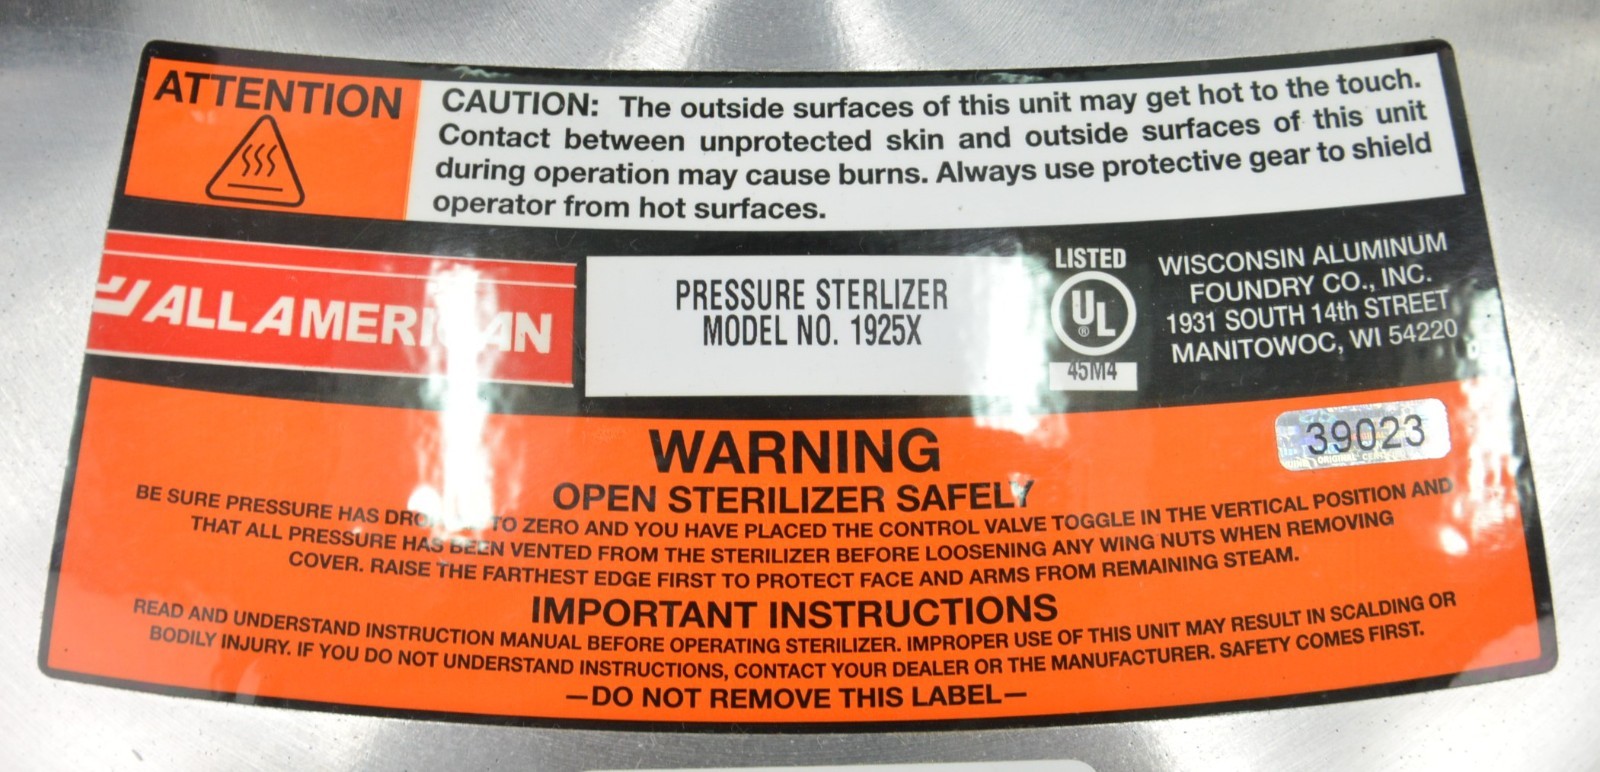 ATTENTION
CAUTION: The outside surfaces of this unit may get hot to the touch.
Contact between unprotected skin and outside surfaces of this unit
during operation may cause burns. Always use protective gear to shield
operator from hot surfaces.
ALL AMERICAN
PRESSURE STERLIZER
MODEL NO. 1925X
LISTED
UL
®
45M4
WISCONSIN ALUMINUM
FOUNDRY CO., INC.
1931 SOUTH 14th STREET
MANITOWOC, WI 54220
39023
WARNING
OPEN STERILIZER SAFELY
BE SURE PRESSURE HAS DROPPED TO ZERO AND YOU HAVE PLACED THE CONTROL VALVE TOGGLE IN THE VERTICAL POSITION AND
THAT ALL PRESSURE HAS BEEN VENTED FROM THE STERILIZER BEFORE LOOSENING ANY WING NUTS WHEN REMOVING
COVER. RAISE THE FARTHEST EDGE FIRST TO PROTECT FACE AND ARMS FROM REMAINING STEAM.
IMPORTANT INSTRUCTIONS
READ AND UNDERSTAND INSTRUCTION MANUAL BEFORE OPERATING STERILIZER. IMPROPER USE OF THIS UNIT MAY RESULT IN SCALDING OR
BODILY INJURY. IF YOU DO NOT UNDERSTAND INSTRUCTIONS, CONTACT YOUR DEALER OR THE MANUFACTURER. SAFETY COMES FIRST.
—DO NOT REMOVE THIS LABEL—